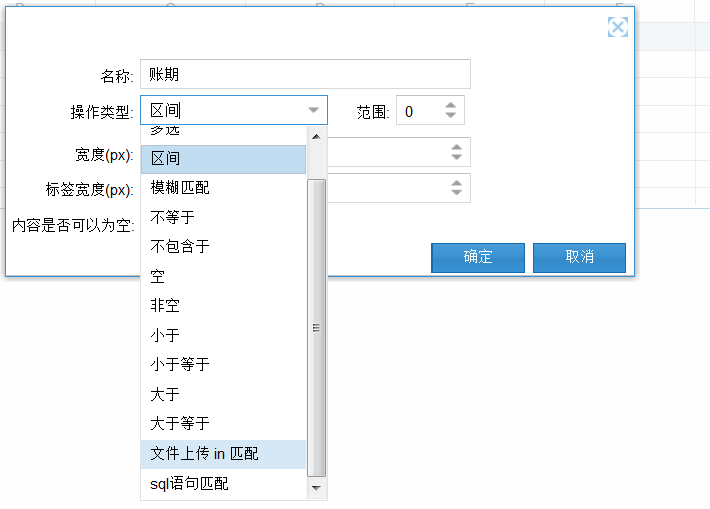 名称: 账期
操作类型: 区间 范围: 0
多选
宽度(px): 区间
标签宽度(px): 模糊匹配
不等于
内容是否可以为空:
不包含于
确定 取消
空
非空
小于
小于等于
大于
大于等于
文件上传 in 匹配
sql语句匹配